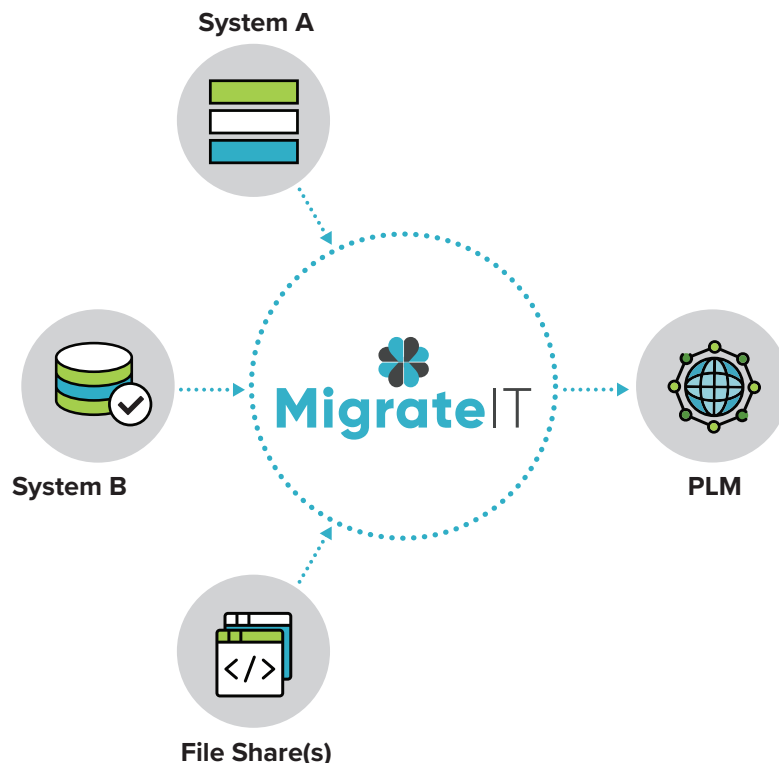 System A
MigrateIT
System B
PLM
</>
File Share(s)